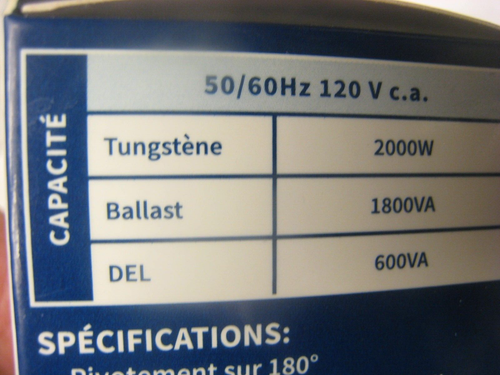 CAPACITÉ
50/60Hz 120 V c.a.
Tungstène 2000W
Ballast 1800VA
DEL 600VA
SPÉCIFICATIONS:
Pivotement sur 180°